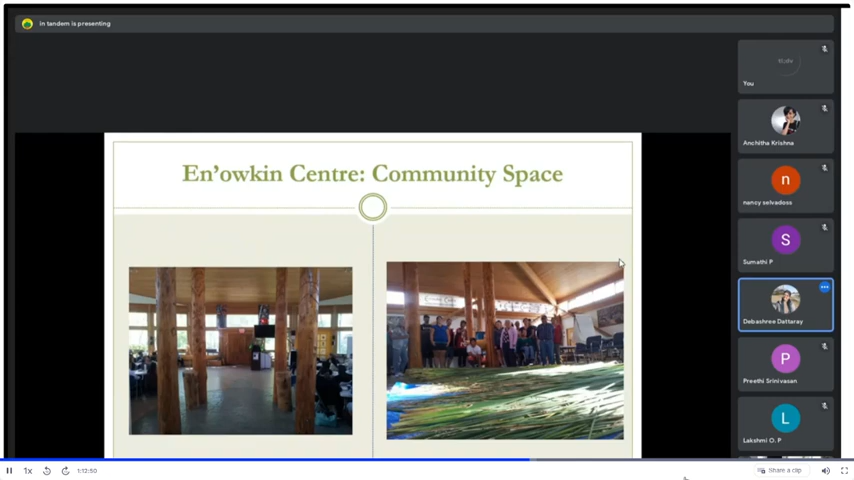 in tandem is presenting
En'owkin Centre: Community Space
You
Anchitha Krishna
n
nancy selvadoss
S
Sumathi P
Debashree Dattaray
P
Preethi Srinivasan
L
Lakshmi O. P
1x
1:12:50
Share a clip